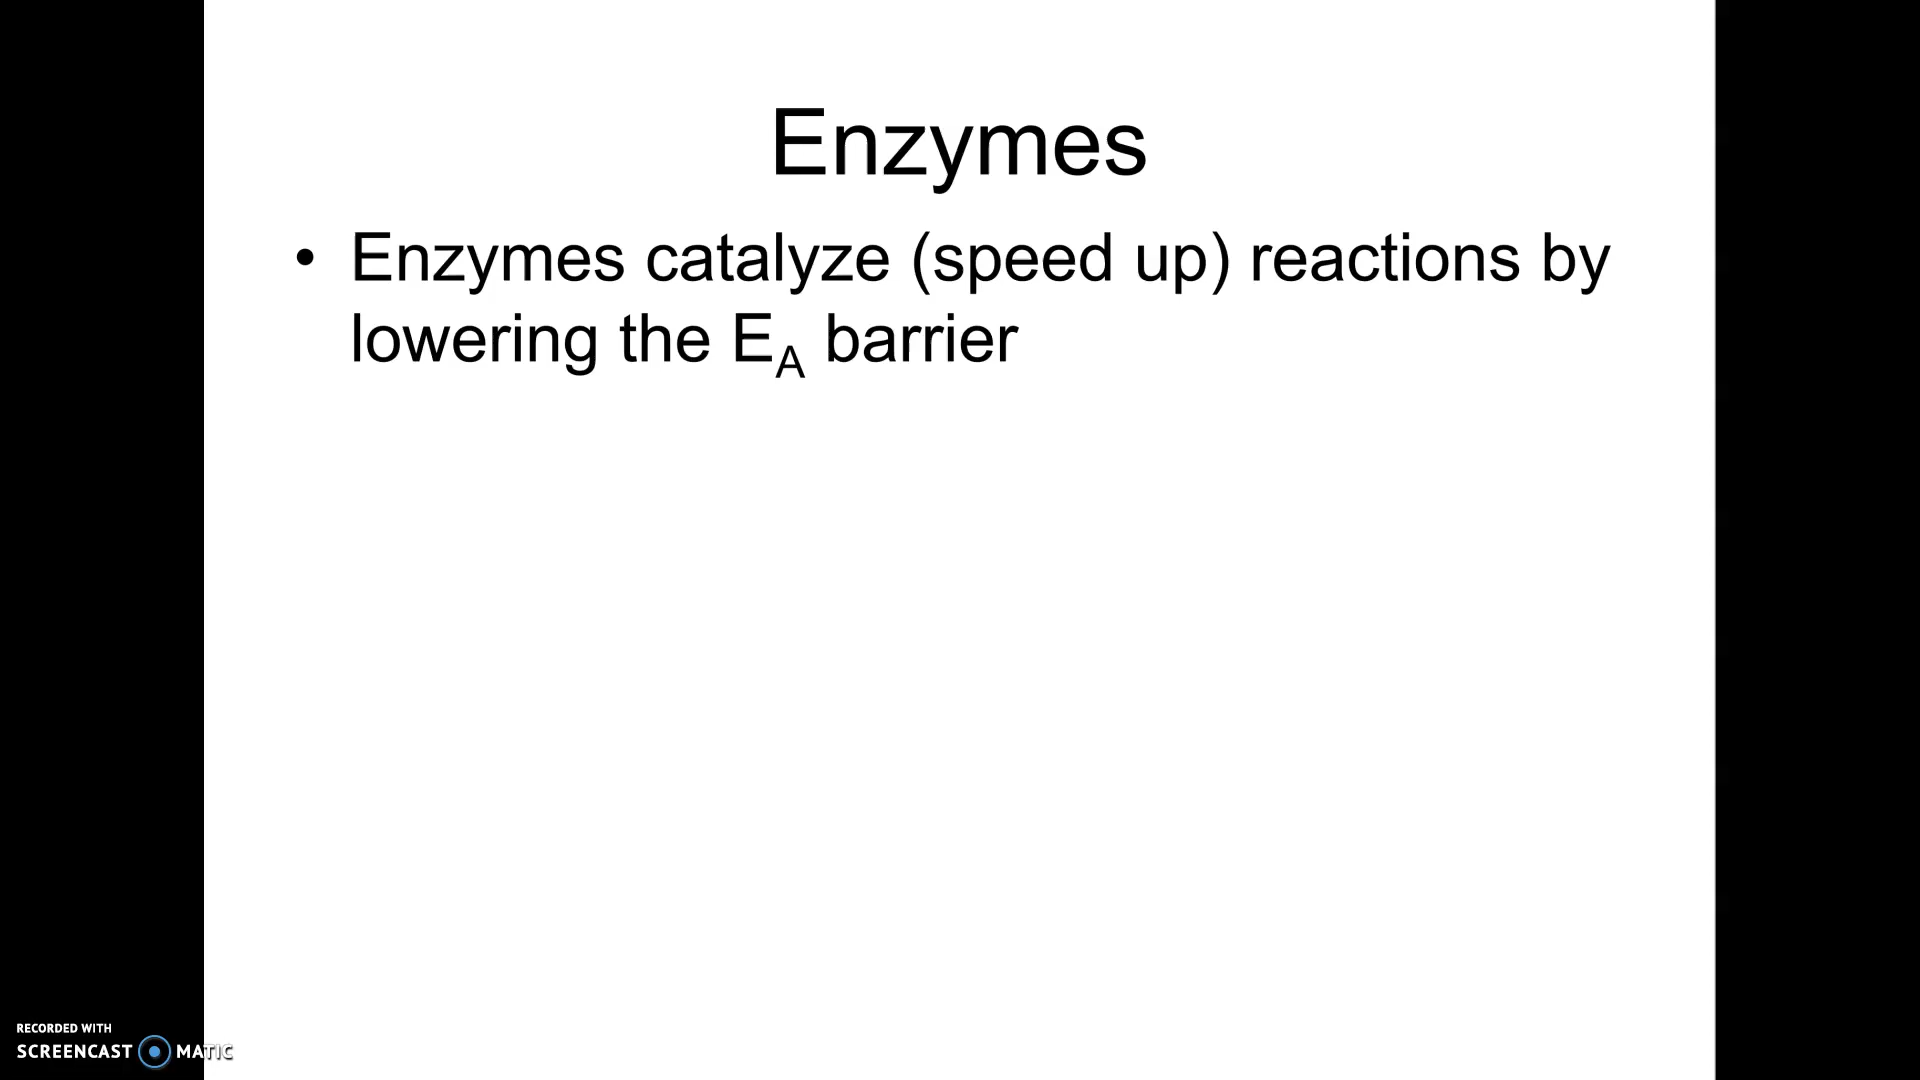 Enzymes
• Enzymes catalyze (speed up) reactions by
lowering the EA barrier
RECORDED WITH
SCREENCAST MATIC